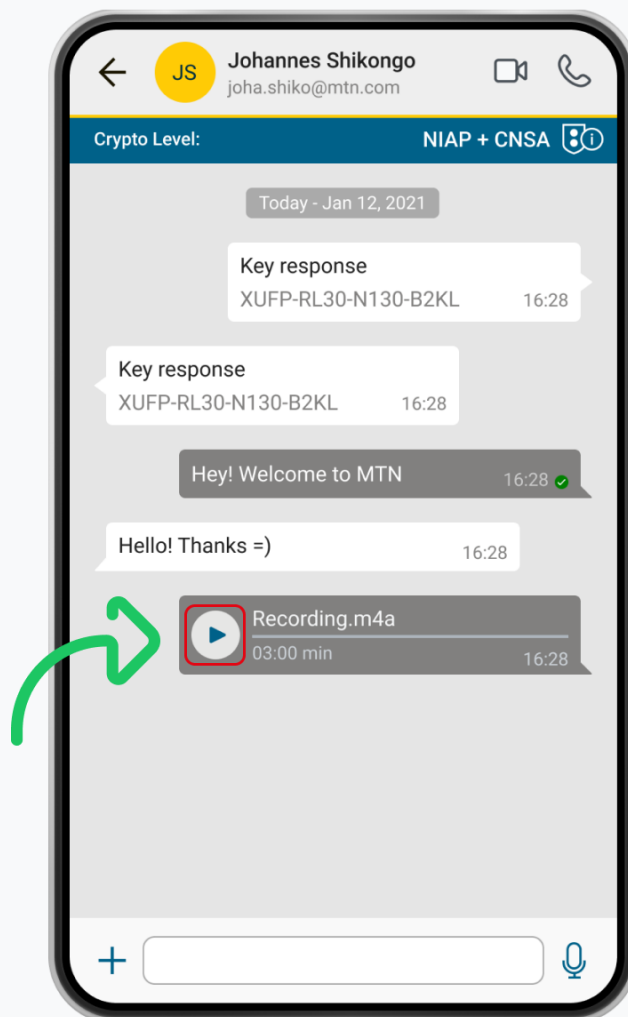 JS
Johannes Shikongo
joha.shiko@mtn.com
Crypto Level:
NIAP + CNSA
Today - Jan 12, 2021
Key response
XUFP-RL30-N130-B2KL 16:28
Key response
XUFP-RL30-N130-B2KL 16:28
Hey! Welcome to MTN 16:28
Hello! Thanks =) 16:28
Recording.m4a
03:00 min 16:28